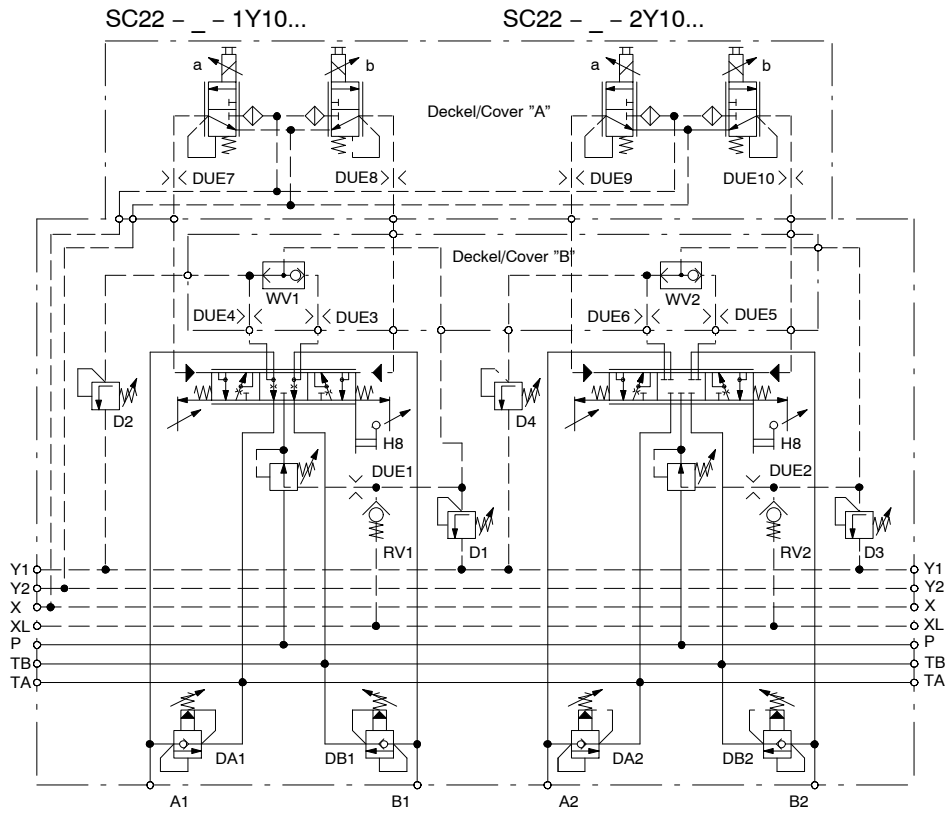 SC22 – _ – 1Y10... SC22 – _ – 2Y10...
a b a b
Deckel/Cover "A"
DUE7 DUE8 DUE9 DUE10
Deckel/Cover "B"
WV1 WV2
DUE4 DUE3 DUE6 DUE5
D2 D4
H8 H8
DUE1 DUE2
RV1 D1 RV2 D3
Y1 Y1
Y2 Y2
X X
XL XL
P P
TB TB
TA TA
DA1 DB1 DA2 DB2
A1 B1 A2 B2